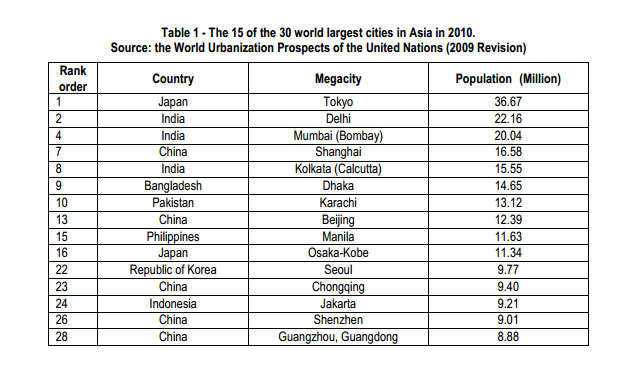 Table 1 - The 15 of the 30 world largest cities in Asia in 2010.
Source: the World Urbanization Prospects of the United Nations (2009 Revision)
Rank order Country Megacity Population (Million)
1 Japan Tokyo 36.67
2 India Delhi 22.16
4 India Mumbai (Bombay) 20.04
7 China Shanghai 16.58
8 India Kolkata (Calcutta) 15.55
9 Bangladesh Dhaka 14.65
10 Pakistan Karachi 13.12
13 China Beijing 12.39
15 Philippines Manila 11.63
16 Japan Osaka-Kobe 11.34
22 Republic of Korea Seoul 9.77
23 China Chongqing 9.40
24 Indonesia Jakarta 9.21
26 China Shenzhen 9.01
28 China Guangzhou, Guangdong 8.88